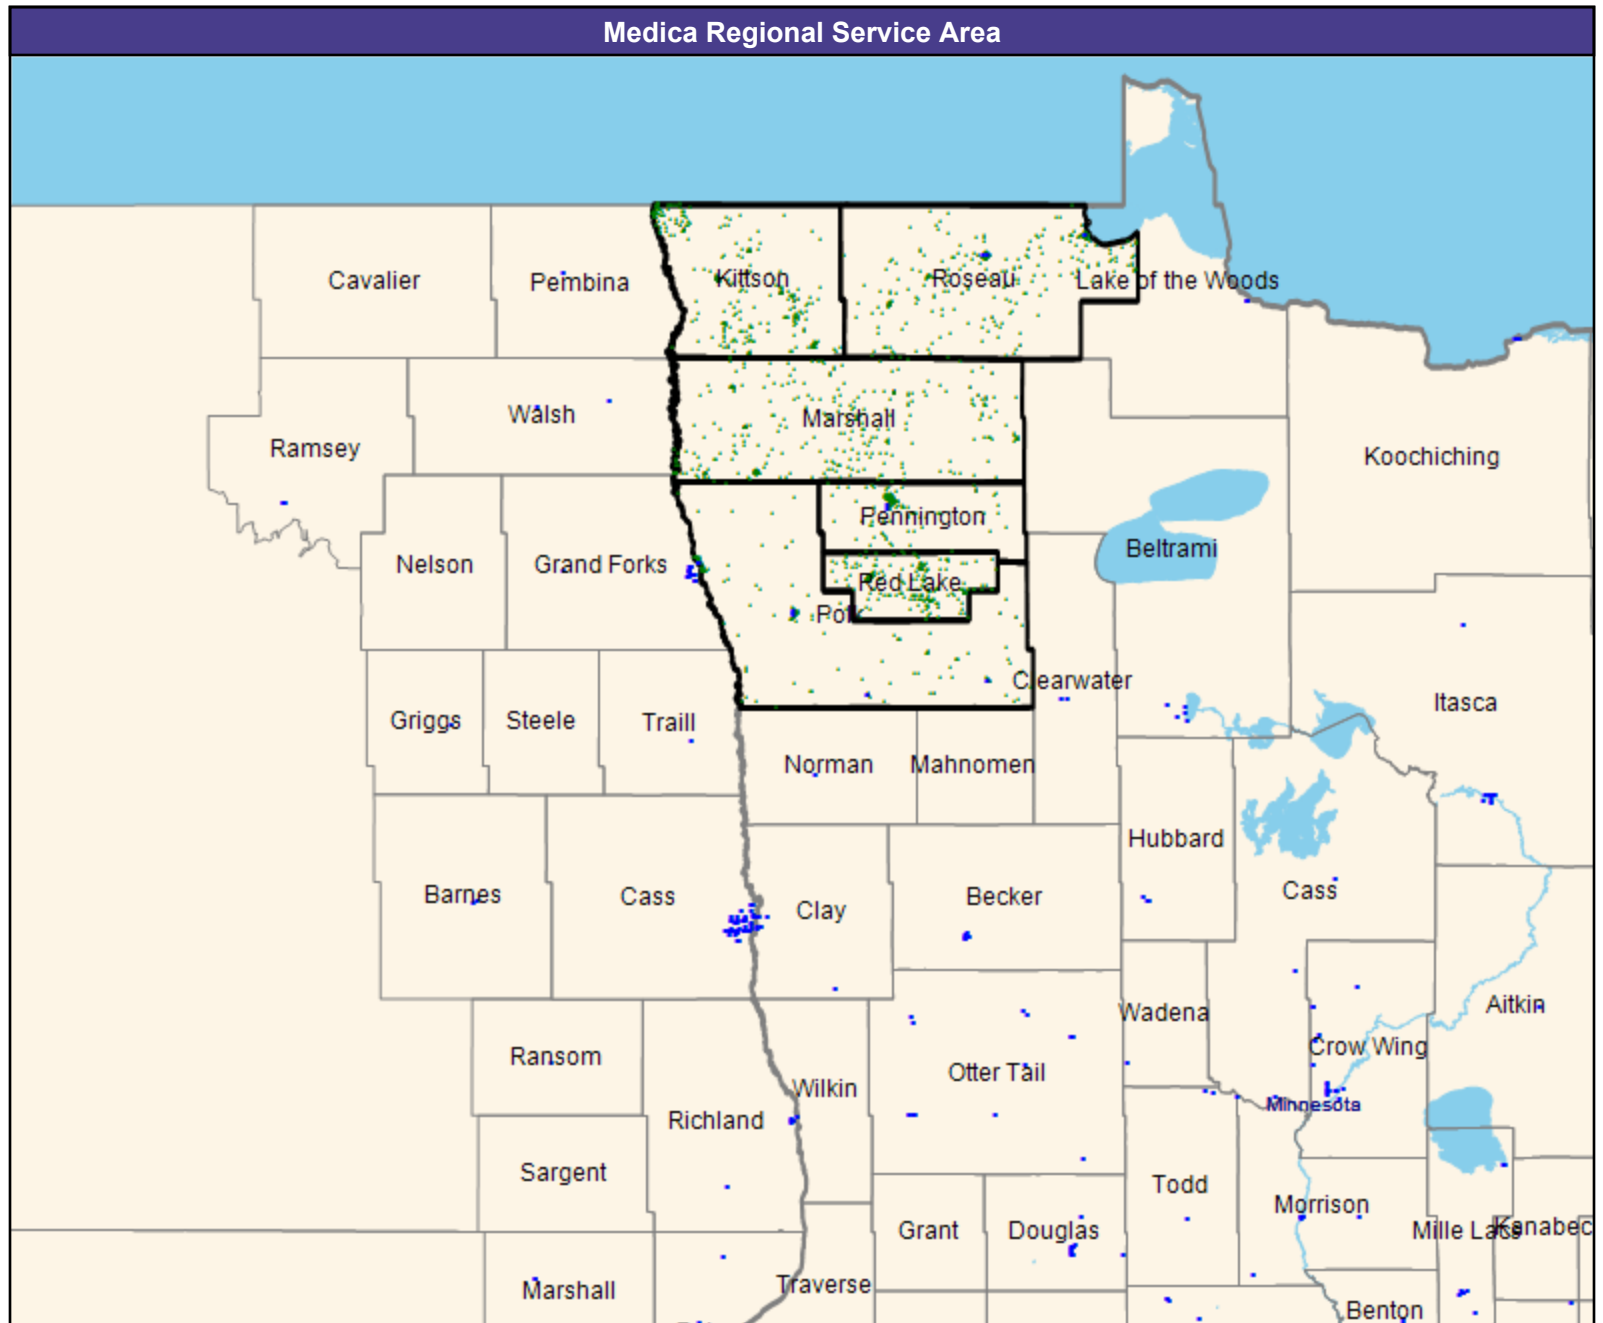 Medica Regional Service Area
Cavalier
Pembina
Kittson
Roseau
Lake of the Woods
Walsh
Marshall
Ramsey
Koochiching
Pennington
Nelson
Grand Forks
Beltrami
Red Lake
Polk
Clearwater
Griggs
Steele
Traill
Itasca
Norman
Mahnomen
Hubbard
Barnes
Cass
Clay
Becker
Cass
Wadena
Aitkin
Ransom
Otter Tail
Crow Wing
Wilkin
Minnesota
Richland
Sargent
Todd
Morrison
Grant
Douglas
Mille Lacs
Kanabec
Marshall
Traverse
Benton